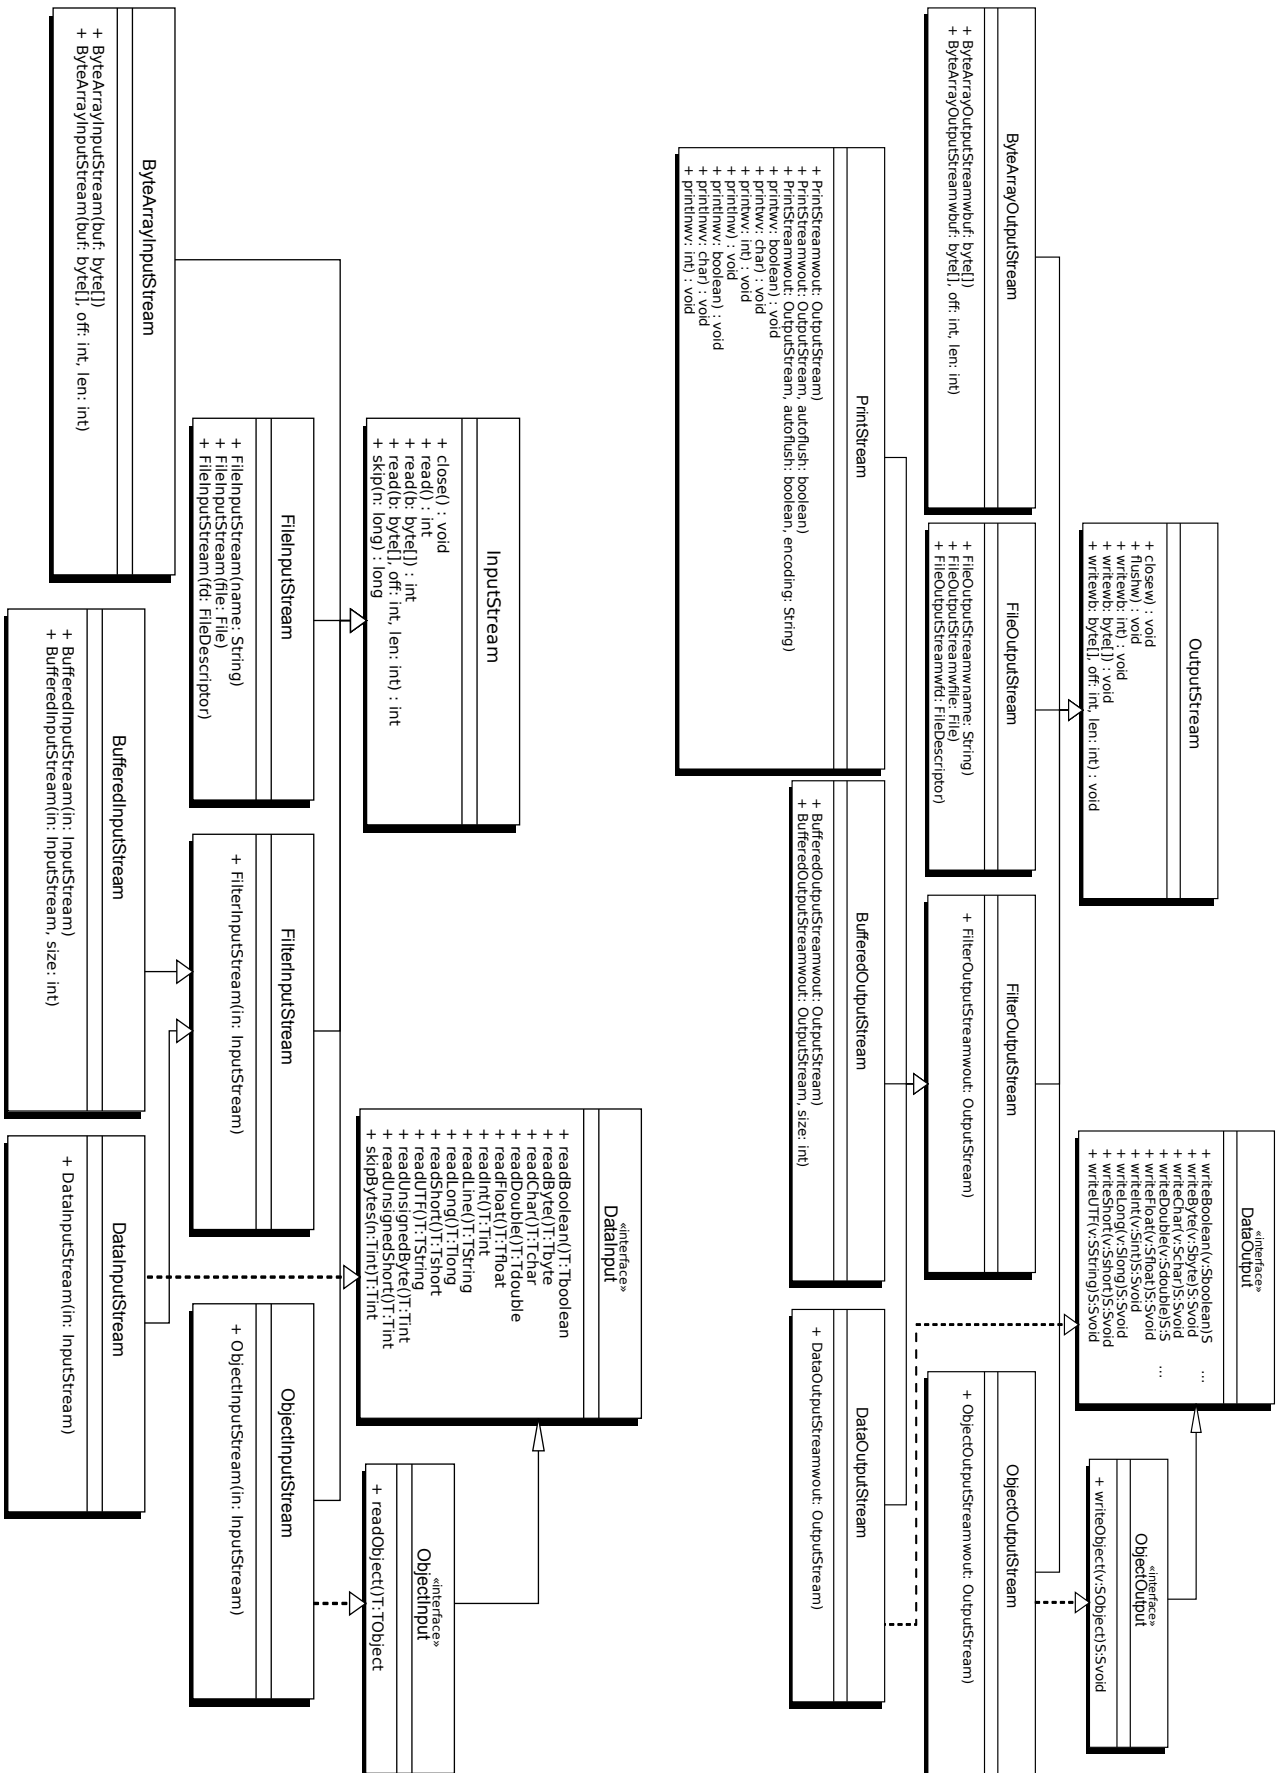 OutputStream
+ closew) : void
+ flushw) : void
+ writewb: int) : void
+ writewb: byte[]) : void
+ writewb: byte[], off: int, len: int) : void
«interface»
DataOutput
+ writeBoolean(v:Sboolean)S ...
+ writeByte(v:Sbyte)S:Svoid
+ writeChar(v:Schar)S:Svoid
+ writeDouble(v:Sdouble)S:S ...
+ writeFloat(v:Sfloat)S:Svoid
+ writeInt(v:Sint)S:Svoid
+ writeLong(v:Slong)S:Svoid
+ writeShort(v:Sshort)S:Svoid
+ writeUTF(v:SString)S:Svoid
«interface»
ObjectOutput
+ writeObject(v:SObject)S:Svoid
ByteArrayOutputStream
+ ByteArrayOutputStreamwbuf: byte[])
+ ByteArrayOutputStreamwbuf: byte[], off: int, len: int)
FileOutputStream
+ FileOutputStreamwname: String)
+ FileOutputStreamwfile: File)
+ FileOutputStreamwfd: FileDescriptor)
FilterOutputStream
+ FilterOutputStreamwout: OutputStream)
ObjectOutputStream
+ ObjectOutputStreamwout: OutputStream)
PrintStream
+ PrintStreamwout: OutputStream)
+ PrintStreamwout: OutputStream, autoflush: boolean)
+ PrintStreamwout: OutputStream, autoflush: boolean, encoding: String)
+ printwv: boolean) : void
+ printwv: char) : void
+ printwv: int) : void
+ printlnw) : void
+ printlnwv: boolean) : void
+ printlnwv: char) : void
+ printlnwv: int) : void
BufferedOutputStream
+ BufferedOutputStreamwout: OutputStream)
+ BufferedOutputStreamwout: OutputStream, size: int)
DataOutputStream
+ DataOutputStreamwout: OutputStream)
InputStream
+ close() : void
+ read() : int
+ read(b: byte[]) : int
+ read(b: byte[], off: int, len: int) : int
+ skip(n: long) : long
«interface»
DataInput
+ readBoolean()T:Tboolean
+ readByte()T:Tbyte
+ readChar()T:Tchar
+ readDouble()T:Tdouble
+ readFloat()T:Tfloat
+ readInt()T:Tint
+ readLine()T:TString
+ readLong()T:Tlong
+ readShort()T:Tshort
+ readUTF()T:TString
+ readUnsignedByte()T:Tint
+ readUnsignedShort()T:Tint
+ skipBytes(n:Tint)T:Tint
«interface»
ObjectInput
+ readObject()T:TObject
ByteArrayInputStream
+ ByteArrayInputStream(buf: byte[])
+ ByteArrayInputStream(buf: byte[], off: int, len: int)
FileInputStream
+ FileInputStream(name: String)
+ FileInputStream(file: File)
+ FileInputStream(fd: FileDescriptor)
FilterInputStream
+ FilterInputStream(in: InputStream)
ObjectInputStream
+ ObjectInputStream(in: InputStream)
BufferedInputStream
+ BufferedInputStream(in: InputStream)
+ BufferedInputStream(in: InputStream, size: int)
DataInputStream
+ DataInputStream(in: InputStream)